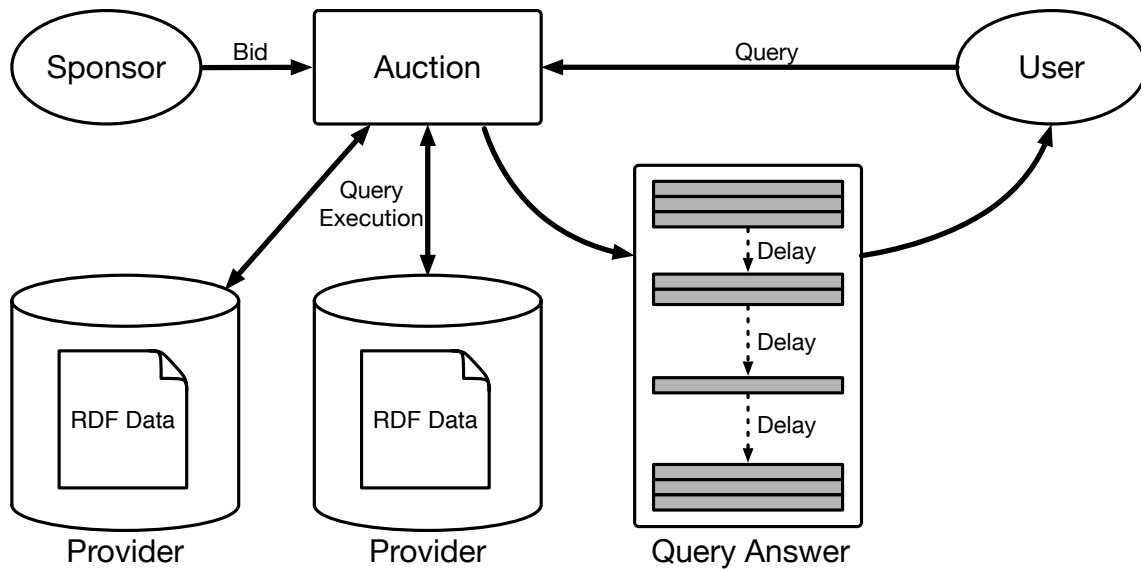 Sponsor
Bid
Auction
Query
User
Query
Execution
Delay
Delay
Delay
RDF Data
RDF Data
Provider
Provider
Query Answer